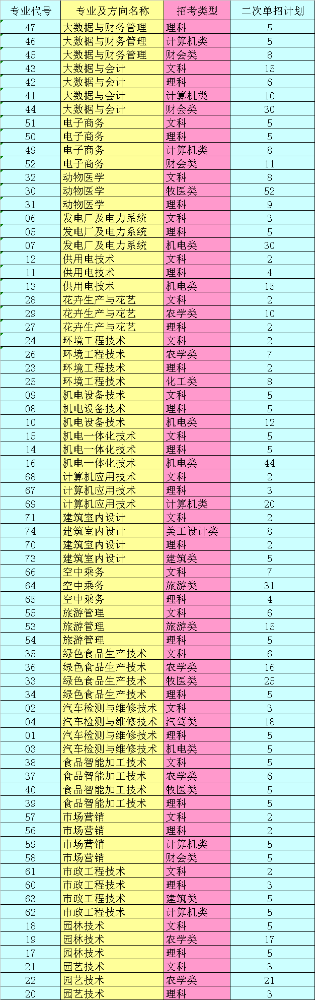 专业代号 专业及方向名称 招考类型 二次单招计划
47 大数据与财务管理 理科 5
46 大数据与财务管理 计算机类 5
45 大数据与财务管理 财会类 8
43 大数据与会计 文科 15
42 大数据与会计 理科 6
41 大数据与会计 计算机类 10
44 大数据与会计 财会类 30
51 电子商务 文科 5
50 电子商务 理科 5
49 电子商务 计算机类 8
52 电子商务 财会类 11
32 动物医学 文科 8
30 动物医学 牧医类 52
31 动物医学 理科 9
06 发电厂及电力系统 文科 3
05 发电厂及电力系统 理科 5
07 发电厂及电力系统 机电类 30
12 供用电技术 文科 2
11 供用电技术 理科 4
13 供用电技术 机电类 15
28 花卉生产与花艺 文科 2
29 花卉生产与花艺 农学类 10
27 花卉生产与花艺 理科 2
24 环境工程技术 文科 2
26 环境工程技术 农学类 7
23 环境工程技术 理科 2
25 环境工程技术 化工类 8
09 机电设备技术 文科 5
08 机电设备技术 理科 5
10 机电设备技术 机电类 12
15 机电一体化技术 文科 5
14 机电一体化技术 理科 5
16 机电一体化技术 机电类 44
68 计算机应用技术 文科 2
67 计算机应用技术 理科 3
69 计算机应用技术 计算机类 20
71 建筑室内设计 文科 2
74 建筑室内设计 美工设计类 8
70 建筑室内设计 理科 2
73 建筑室内设计 建筑类 5
66 空中乘务 文科 7
64 空中乘务 旅游类 31
65 空中乘务 理科 4
55 旅游管理 文科 6
53 旅游管理 旅游类 15
54 旅游管理 理科 5
35 绿色食品生产技术 文科 6
36 绿色食品生产技术 农学类 16
33 绿色食品生产技术 牧医类 25
34 绿色食品生产技术 理科 5
02 汽车检测与维修技术 文科 3
04 汽车检测与维修技术 汽驾类 18
01 汽车检测与维修技术 理科 5
03 汽车检测与维修技术 机电类 5
38 食品智能加工技术 文科 5
37 食品智能加工技术 农学类 6
40 食品智能加工技术 牧医类 5
39 食品智能加工技术 理科 5
57 市场营销 文科 2
56 市场营销 理科 2
59 市场营销 计算机类 5
58 市场营销 财会类 5
61 市政工程技术 文科 2
60 市政工程技术 理科 3
63 市政工程技术 建筑类 5
62 市政工程技术 计算机类 5
18 园林技术 文科 5
19 园林技术 农学类 17
17 园林技术 理科 5
21 园艺技术 文科 3
22 园艺技术 农学类 21
20 园艺技术 理科 3